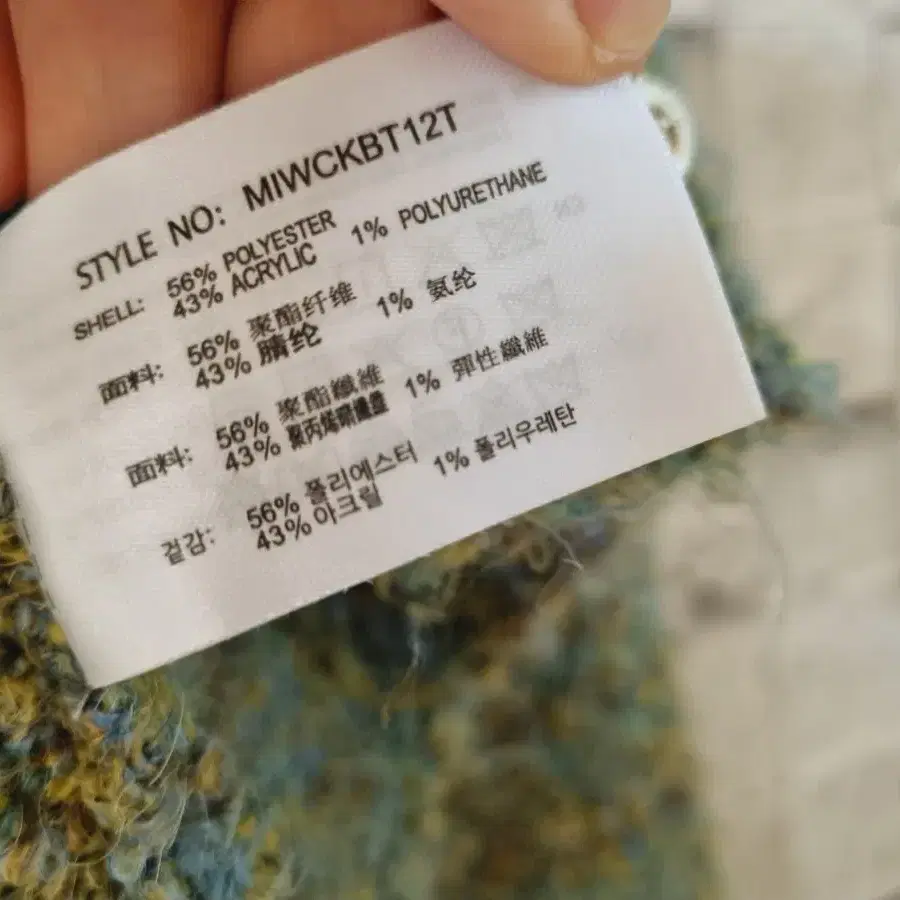 STYLE NO: MIWCKBT12T
SHELL: 56% POLYESTER 1% POLYURETHANE
43% ACRYLIC
面料: 56% 聚酯纤维 1% 氨纶
43% 腈纶
面料: 56% 聚酯纖維 1% 彈性纖維
43% 聚丙烯腈纖維
겉감: 56% 폴리에스터 1% 폴리우레탄
43% 아크릴